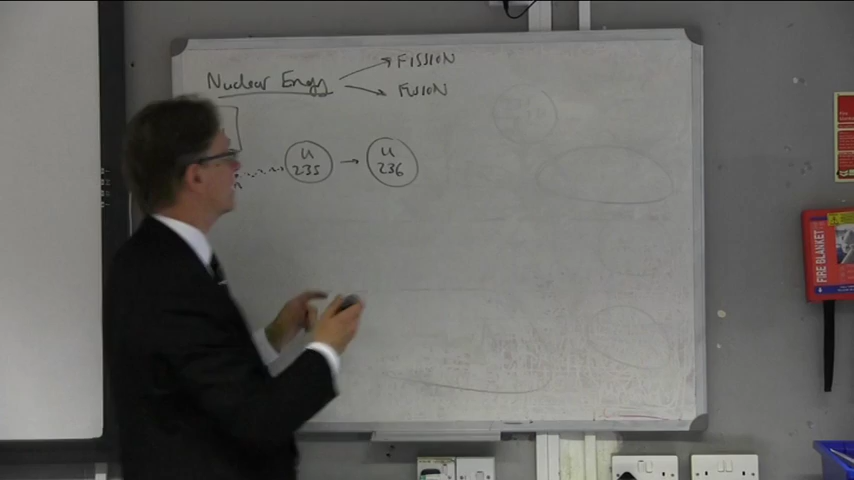 FISSION
Nuclear Energy
FUSION
U U
235 → 236
n
FIRE BLANKET